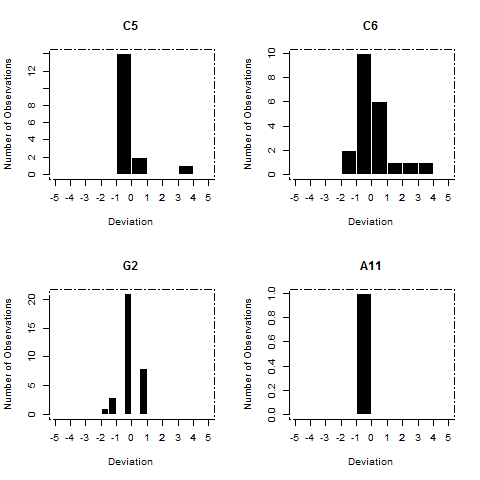 C5
Number of Observations
0 2 4 6 8 12
-5 -4 -3 -2 -1 0 1 2 3 4 5
Deviation
C6
Number of Observations
0 2 4 6 8 10
-5 -4 -3 -2 -1 0 1 2 3 4 5
Deviation
G2
Number of Observations
0 5 10 15 20
-5 -4 -3 -2 -1 0 1 2 3 4 5
Deviation
A11
Number of Observations
0.0 0.2 0.4 0.6 0.8 1.0
-5 -4 -3 -2 -1 0 1 2 3 4 5
Deviation